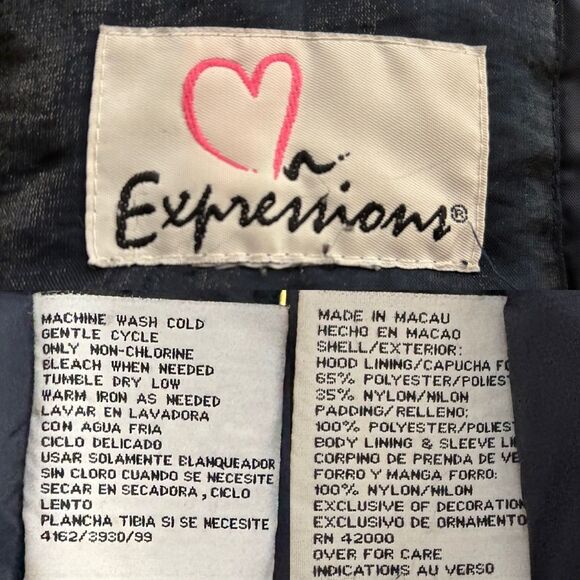 Expressions®
MACHINE WASH COLD
GENTLE CYCLE
ONLY NON-CHLORINE
BLEACH WHEN NEEDED
TUMBLE DRY LOW
WARM IRON AS NEEDED
LAVAR EN LAVADORA
CON AGUA FRIA
CICLO DELICADO
USAR SOLAMENTE BLANQUEADOR
SIN CLORO CUANDO SE NECESITE
SECAR EN SECADORA, CICLO
LENTO
PLANCHA TIBIA SI SE NECESITE
4162/3930/99
MADE IN MACAU
HECHO EN MACAO
SHELL/EXTERIOR:
HOOD LINING/CAPUCHA FO
65% POLYESTER/POLIEST
35% NYLON/NILON
PADDING/RELLENO:
100% POLYESTER/POLIEST
BODY LINING & SLEEVE LI
CORPINO DE PRENDA DE VE
FORRO Y MANGA FORRO:
100% NYLON/NILON
EXCLUSIVE OF DECORATION
EXCLUSIVO DE ORNAMENTO
RN 42000
OVER FOR CARE
INDICATIONS AU VERSO